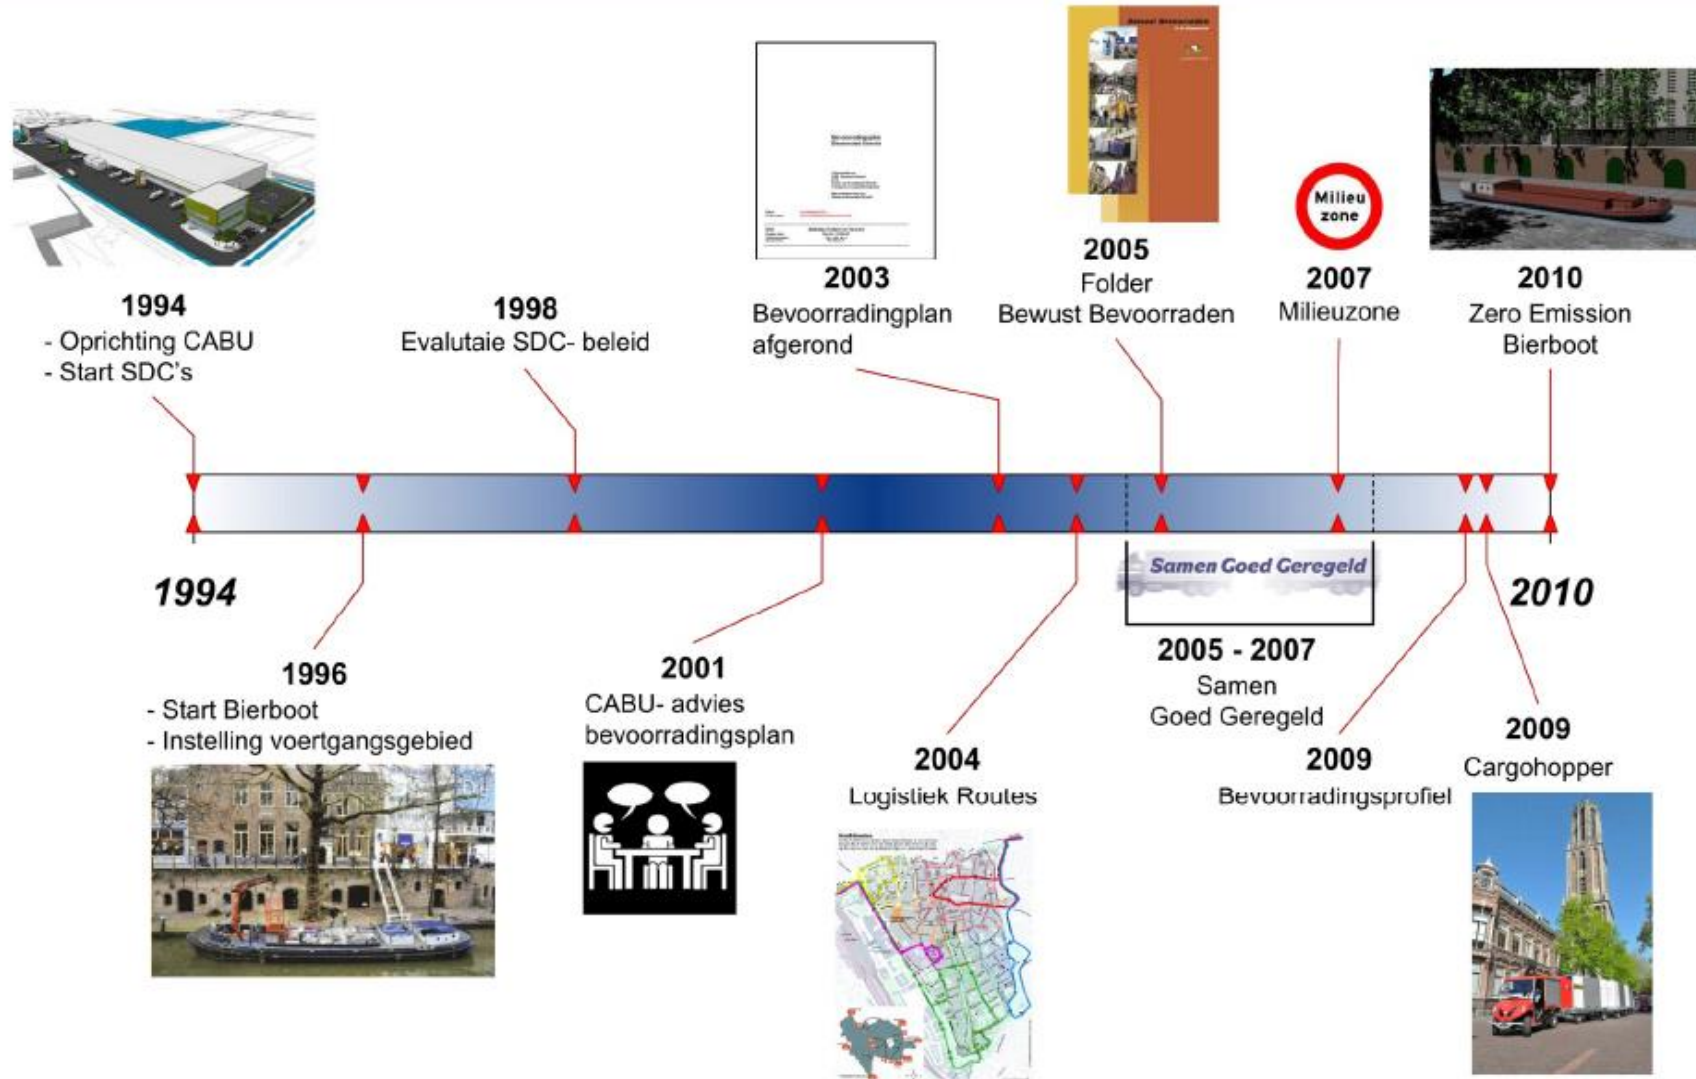 1994
- Oprichting CABU
- Start SDC's
1998
Evalutaie SDC- beleid
2003
Bevoorradingplan
afgerond
2005
Folder
Bewust Bevoorraden
Milieu
zone
2007
Milieuzone
2010
Zero Emission
Bierboot
1994
2010
1996
- Start Bierboot
- Instelling voertgangsgebied
2001
CABU- advies
bevoorradingsplan
2004
Logistiek Routes
Samen Goed Geregeld
2005 - 2007
Samen
Goed Geregeld
2009
Bevoorradingsprofiel
2009
Cargohopper